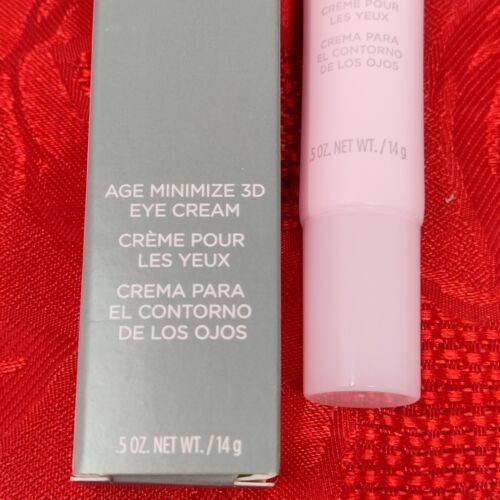 AGE MINIMIZE 3D
EYE CREAM
CRÈME POUR
LES YEUX
CREMA PARA
EL CONTORNO
DE LOS OJOS
.5 OZ. NET WT. / 14 g
CRÈME POUR
LES YEUX
CREMA PARA
EL CONTORNO
DE LOS OJOS
.5 OZ. NET WT. / 14 g